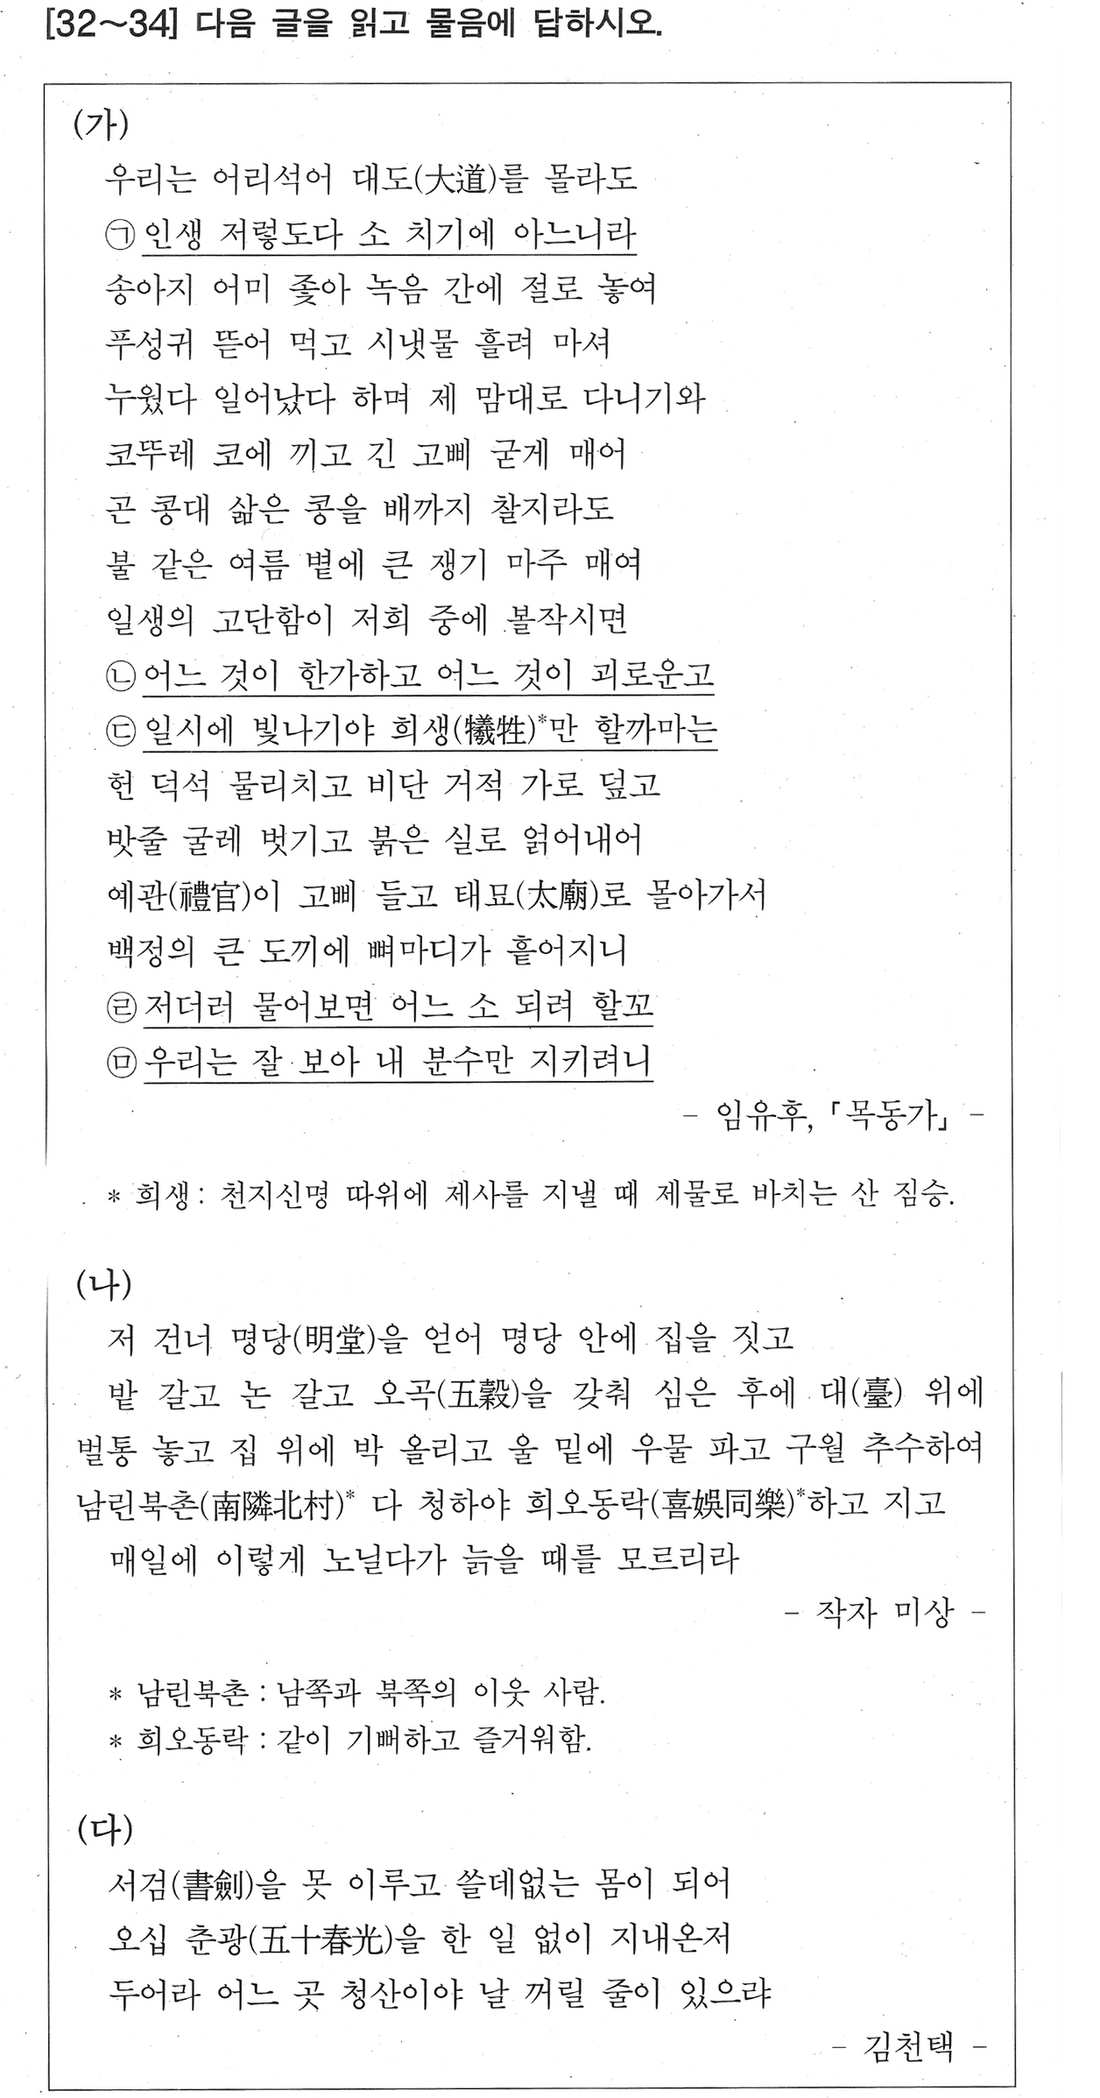 [32～34] 다음 글을 읽고 물음에 답하시오.
(가)
우리는 어리석어 대도(大道)를 몰라도
㉠ 인생 저렇도다 소 치기에 아느니라
송아지 어미 좇아 녹음 간에 절로 놓여
푸성귀 뜯어 먹고 시냇물 흘려 마셔
누웠다 일어났다 하며 제 맘대로 다니기와
코뚜레 코에 끼고 긴 고삐 굳게 매어
곤 콩대 삶은 콩을 배까지 찰지라도
불 같은 여름 볕에 큰 쟁기 마주 매여
일생의 고단함이 저희 중에 볼작시면
㉡ 어느 것이 한가하고 어느 것이 괴로운고
㉢ 일시에 빛나기야 희생(犧牲)*만 할까마는
헌 덕석 물리치고 비단 거적 가로 덮고
밧줄 굴레 벗기고 붉은 실로 얽어내어
예관(禮官)이 고삐 들고 태묘(太廟)로 몰아가서
백정의 큰 도끼에 뼈마디가 흩어지니
㉣ 저더러 물어보면 어느 소 되려 할꼬
㉤ 우리는 잘 보아 내 분수만 지키려니
- 임유후, 「목동가」 -
* 희생 : 천지신명 따위에 제사를 지낼 때 제물로 바치는 산 짐승.
(나)
저 건너 명당(明堂)을 얻어 명당 안에 집을 짓고
밭 갈고 논 갈고 오곡(五穀)을 갖춰 심은 후에 대(臺) 위에
벌통 놓고 집 위에 박 올리고 울 밑에 우물 파고 구월 추수하여
남린북촌(南隣北村)* 다 청하야 희오동락(喜娛同樂)*하고 지고
매일에 이렇게 노닐다가 늙을 때를 모르리라
- 작자 미상 -
* 남린북촌 : 남쪽과 북쪽의 이웃 사람.
* 희오동락 : 같이 기뻐하고 즐거워함.
(다)
서검(書劍)을 못 이루고 쓸데없는 몸이 되어
오십 춘광(五十春光)을 한 일 없이 지내온저
두어라 어느 곳 청산이야 날 꺼릴 줄이 있으랴
- 김천택 -